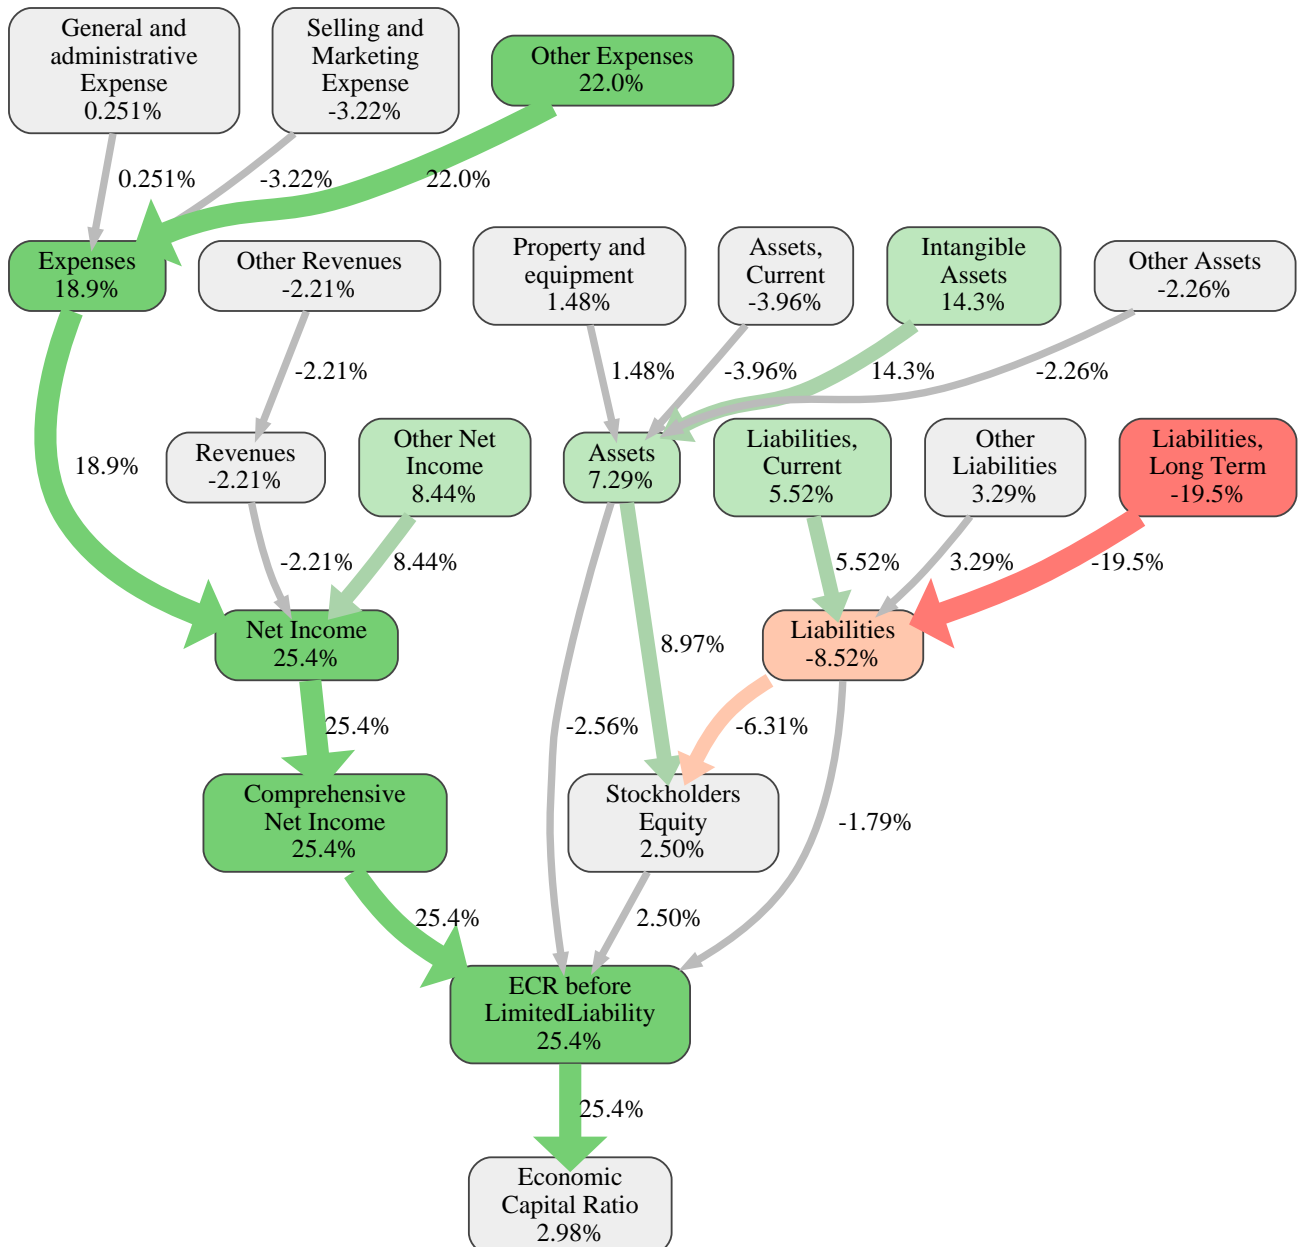 General and
administrative
Expense
0.251%
Selling and
Marketing
Expense
-3.22%
Other Expenses
22.0%
0.251%
-3.22%
22.0%
Expenses
18.9%
Other Revenues
-2.21%
Property and
equipment
1.48%
Assets,
Current
-3.96%
Intangible
Assets
14.3%
Other Assets
-2.26%
-2.21%
1.48%
-3.96%
14.3%
-2.26%
18.9%
Revenues
-2.21%
Other Net
Income
8.44%
Assets
7.29%
Liabilities,
Current
5.52%
Other
Liabilities
3.29%
Liabilities,
Long Term
-19.5%
-2.21%
8.44%
5.52%
3.29%
-19.5%
Net Income
25.4%
8.97%
Liabilities
-8.52%
25.4%
-2.56%
-6.31%
Comprehensive
Net Income
25.4%
Stockholders
Equity
2.50%
-1.79%
25.4%
2.50%
ECR before
LimitedLiability
25.4%
25.4%
Economic
Capital Ratio
2.98%